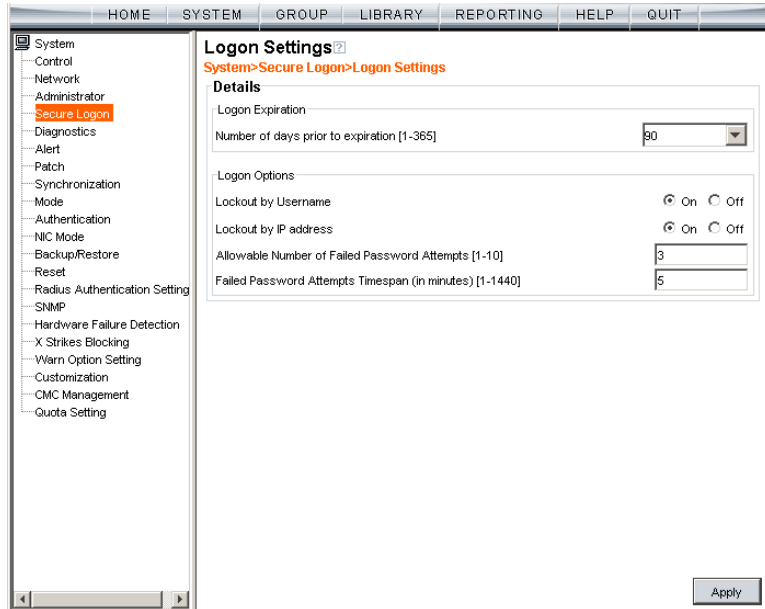 HOME SYSTEM GROUP LIBRARY REPORTING HELP QUIT
System
Control
Network
Administrator
Secure Logon
Diagnostics
Alert
Patch
Synchronization
Mode
Authentication
NIC Mode
Backup/Restore
Reset
Radius Authentication Setting
SNMP
Hardware Failure Detection
X Strikes Blocking
Warn Option Setting
Customization
CMC Management
Quota Setting
Logon Settings ?
System>Secure Logon>Logon Settings
Details
Logon Expiration
Number of days prior to expiration [1-365] 90
Logon Options
Lockout by Username On Off
Lockout by IP address On Off
Allowable Number of Failed Password Attempts [1-10] 3
Failed Password Attempts Timespan (in minutes) [1-1440] 5
Apply